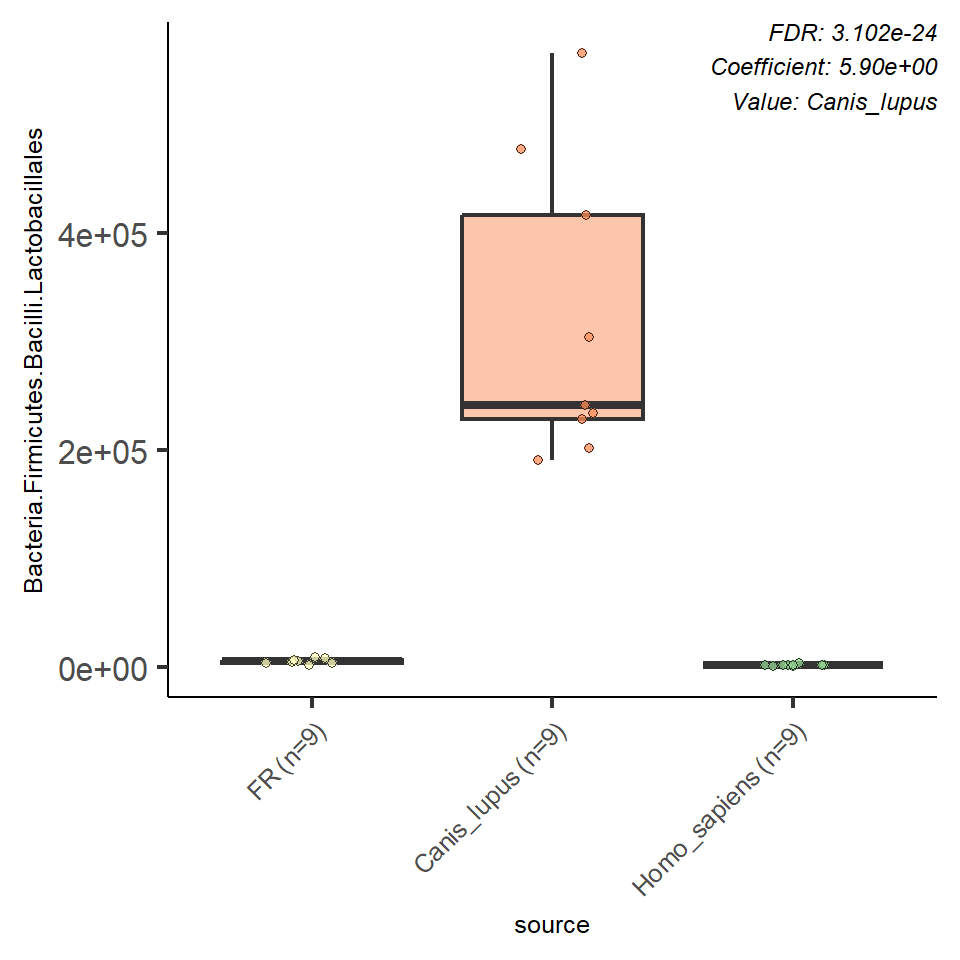 FDR: 3.102e-24
Coefficient: 5.90e+00
Value: Canis_lupus
Bacteria.Firmicutes.Bacilli.Lactobacillales
4e+05
2e+05
0e+00
FR (n=9)
Canis_lupus (n=9)
Homo_sapiens (n=9)
source